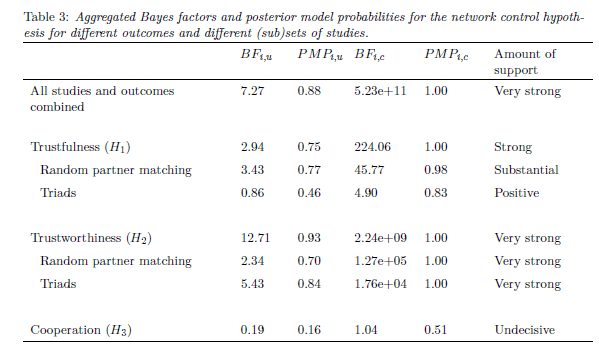 Table 3: Aggregated Bayes factors and posterior model probabilities for the network control hypoth-
esis for different outcomes and different (sub)sets of studies.
BFt,u PMPt,u BFt,c PMPt,c Amount of
support
All studies and outcomes 7.27 0.88 5.23e+11 1.00 Very strong
combined
Trustfulness (H1) 2.94 0.75 224.06 1.00 Strong
Random partner matching 3.43 0.77 45.77 0.98 Substantial
Triads 0.86 0.46 4.90 0.83 Positive
Trustworthiness (H2) 12.71 0.93 2.24e+09 1.00 Very strong
Random partner matching 2.34 0.70 1.27e+05 1.00 Very strong
Triads 5.43 0.84 1.76e+04 1.00 Very strong
Cooperation (H3) 0.19 0.16 1.04 0.51 Undecisive